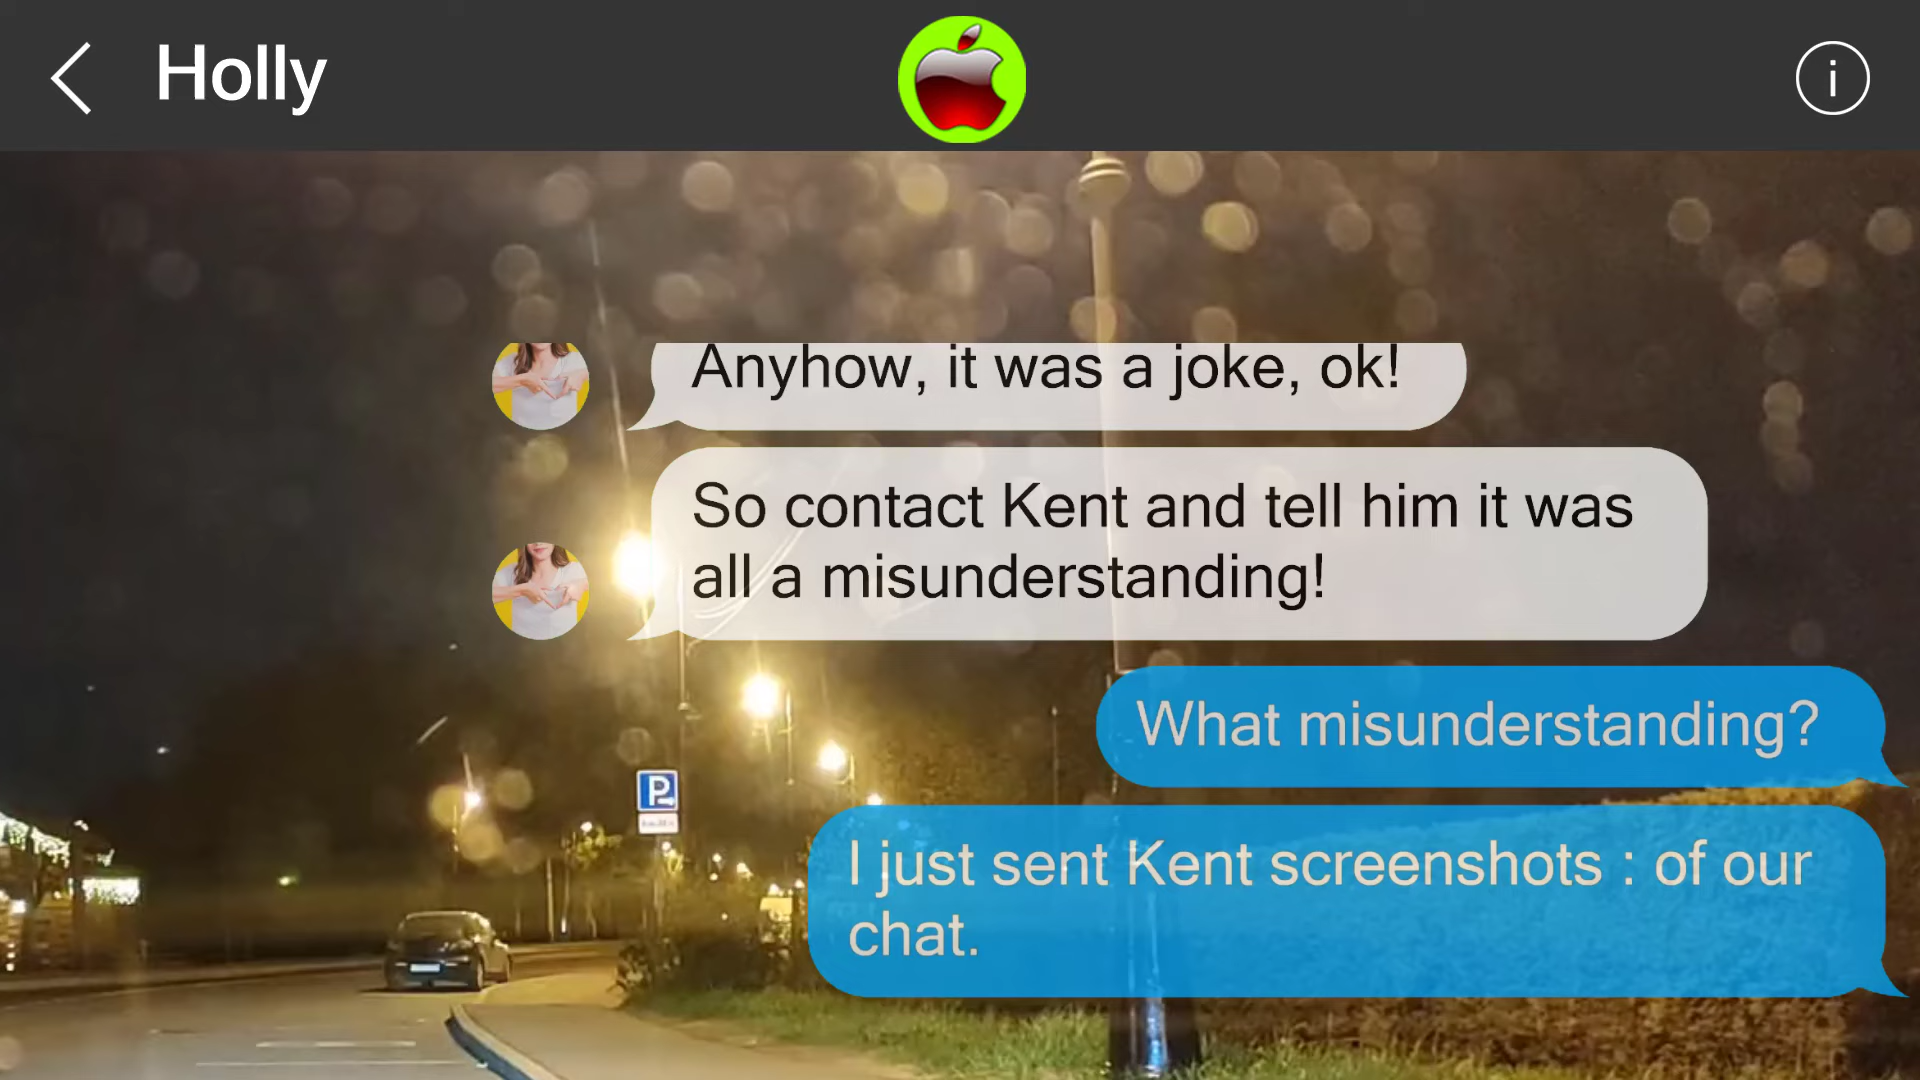 Holly
i
Anyhow, it was a joke, ok!
So contact Kent and tell him it was
all a misunderstanding!
What misunderstanding?
I just sent Kent screenshots : of our
chat.
P